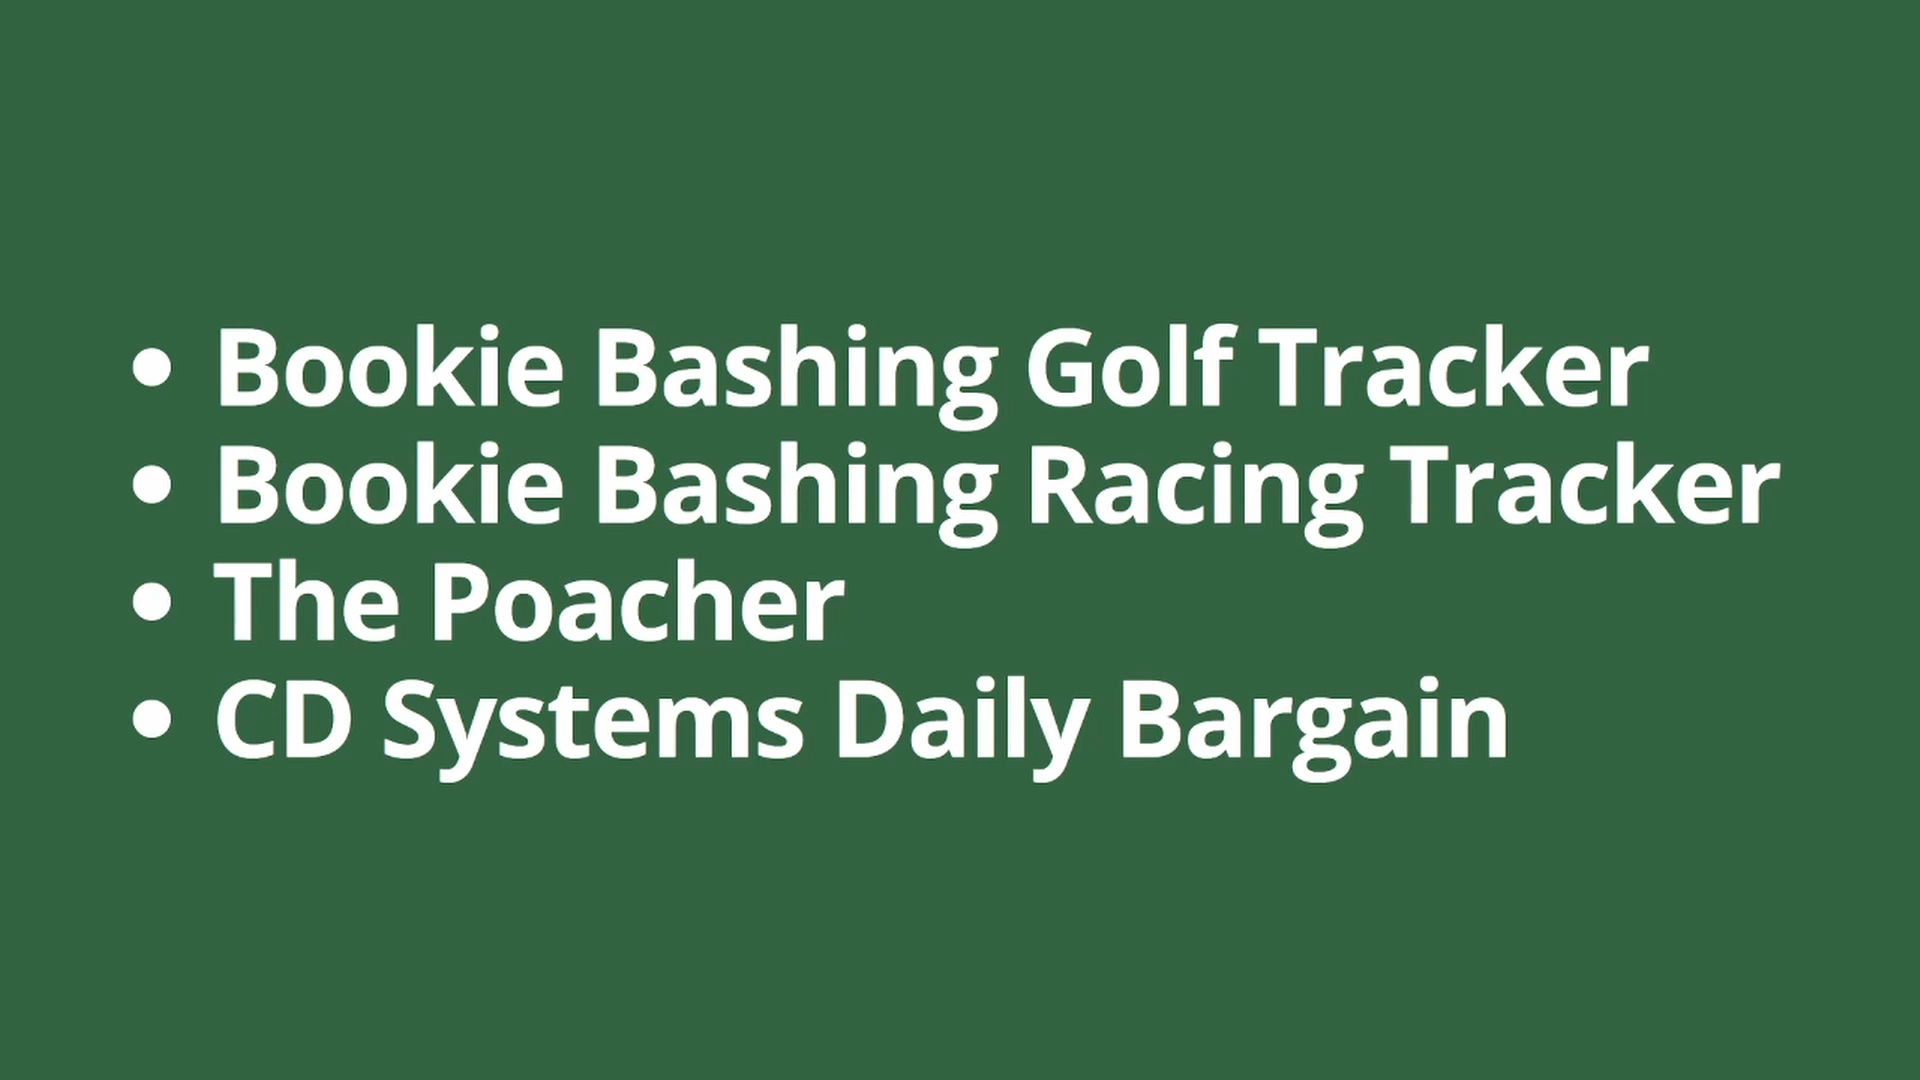 • Bookie Bashing Golf Tracker
• Bookie Bashing Racing Tracker
• The Poacher
• CD Systems Daily Bargain